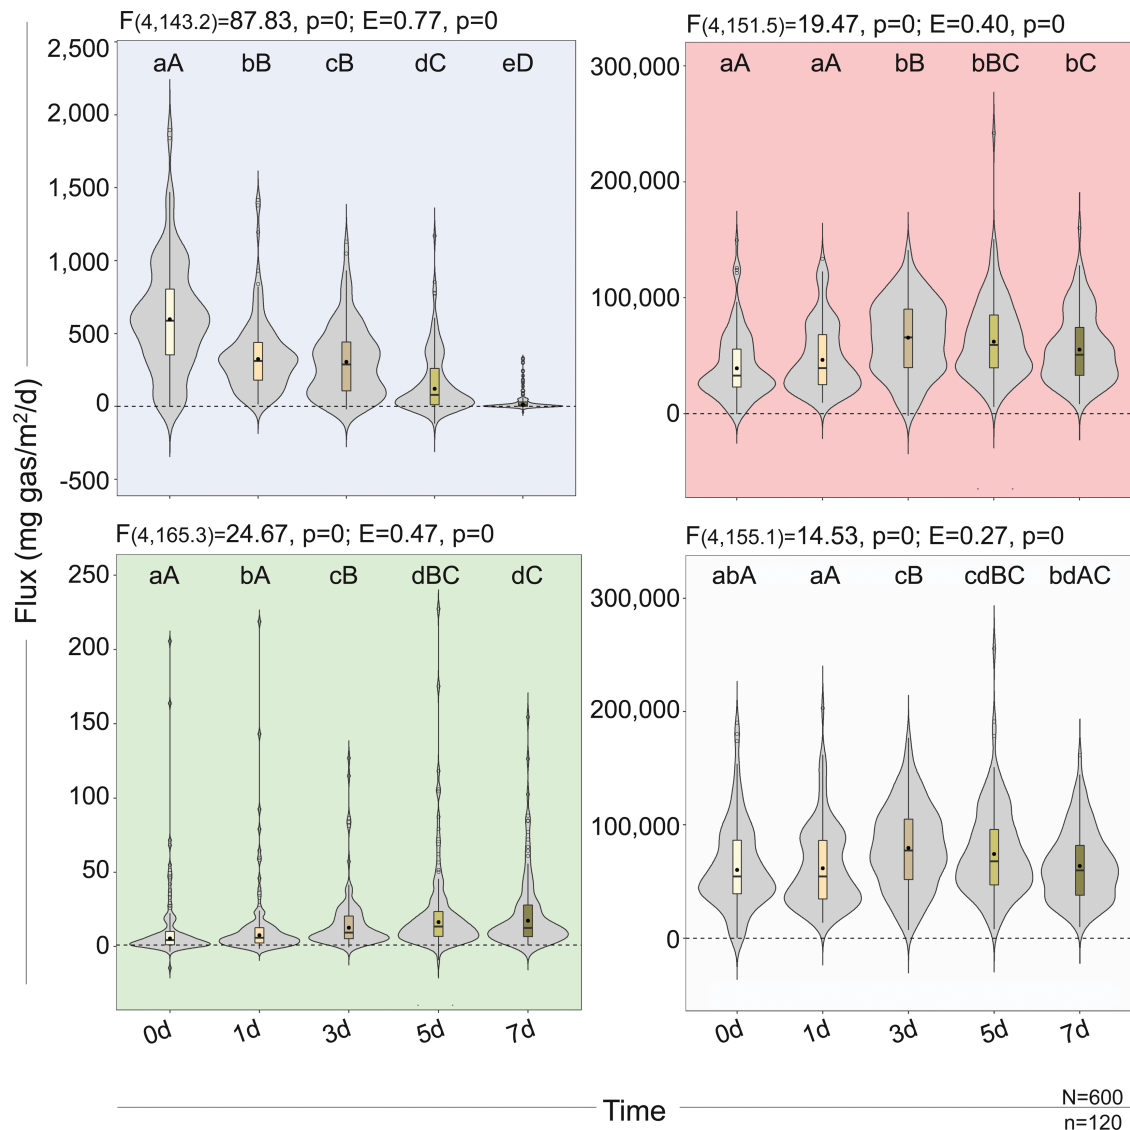 F(4,143.2)=87.83, p=0; E=0.77, p=0
2,500
2,000
1,500
1,000
500
0
-500
aA bB cB dC eD
F(4,151.5)=19.47, p=0; E=0.40, p=0
300,000
200,000
100,000
0
aA aA bB bBC bC
Flux (mg gas/m²/d)
F(4,165.3)=24.67, p=0; E=0.47, p=0
250
200
150
100
50
0
aA bA cB dBC dC
0d 1d 3d 5d 7d
F(4,155.1)=14.53, p=0; E=0.27, p=0
300,000
200,000
100,000
0
abA aA cB cdBC bdAC
0d 1d 3d 5d 7d
Time
N=600
n=120